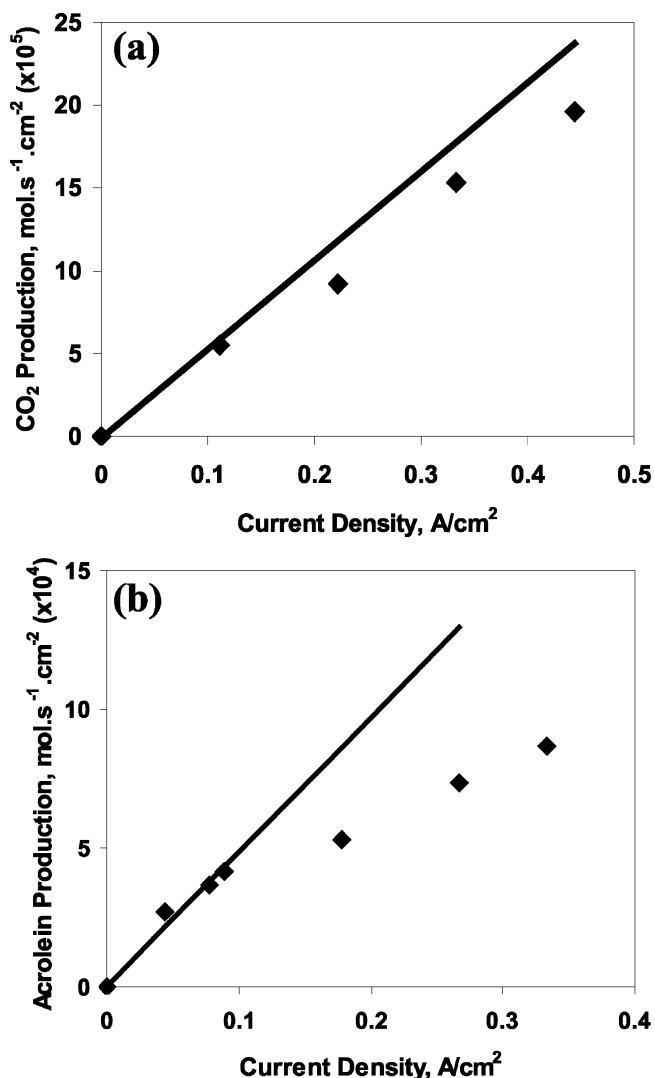 (a)
25
20
15
10
5
0
CO₂ Production, mol.s⁻¹.cm⁻² (x10⁵)
0 0.1 0.2 0.3 0.4 0.5
Current Density, A/cm²
(b)
15
10
5
0
Acrolein Production, mol.s⁻¹.cm⁻² (x10⁴)
0 0.1 0.2 0.3 0.4
Current Density, A/cm²